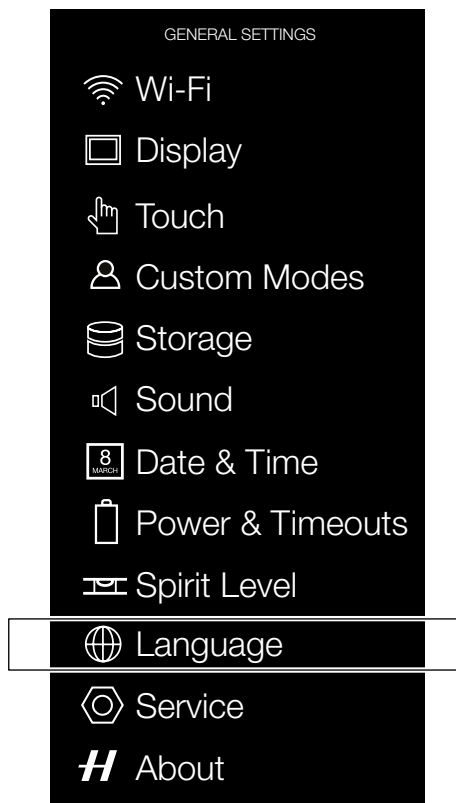 GENERAL SETTINGS
Wi-Fi
Display
Touch
Custom Modes
Storage
Sound
8
MARCH
Date & Time
Power & Timeouts
Spirit Level
Language
Service
H About